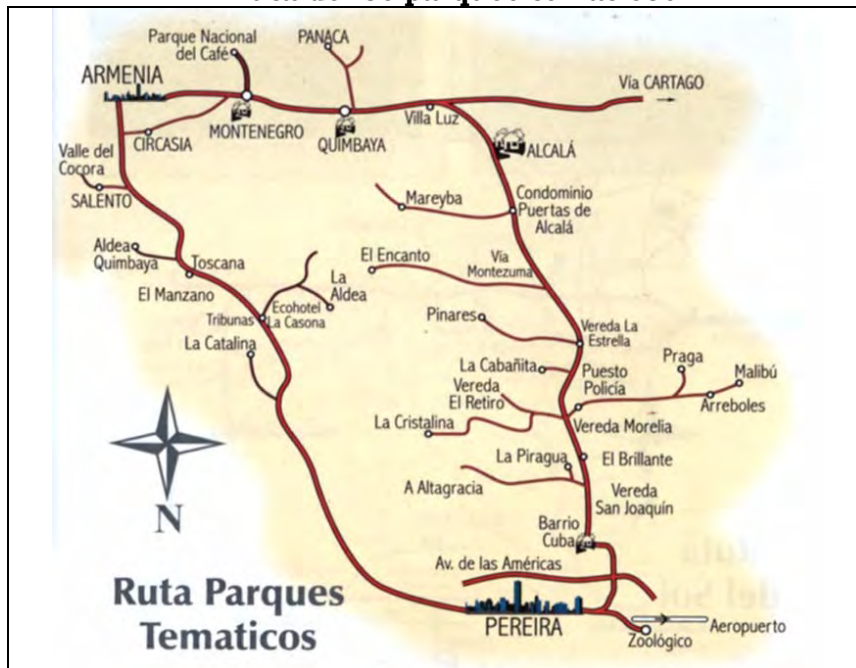 Parque Nacional
del Café
PANACA
ARMENIA
Vía CARTAGO
MONTENEGRO
Villa Luz
CIRCASIA
QUIMBAYA
ALCALÁ
Valle del
Cocora
SALENTO
Mareyba
Condominio
Puertas de
Alcalá
Aldea
Quimbaya
Toscana
El Encanto
Vía
Montezuma
El Manzano
La
Aldea
Ecohotel
La Casona
Tribunas
Pinares
Vereda La
Estrella
La Catalina
La Cabañita
Puesto
Policía
Praga
Malibú
Vereda
El Retiro
Arreboles
La Cristalina
Vereda Morelia
La Piragua
El Brillante
A Altagracia
Vereda
San Joaquín
N
Barrio
Cuba
Av. de las Américas
Ruta Parques
Tematicos
PEREIRA
Aeropuerto
Zoológico